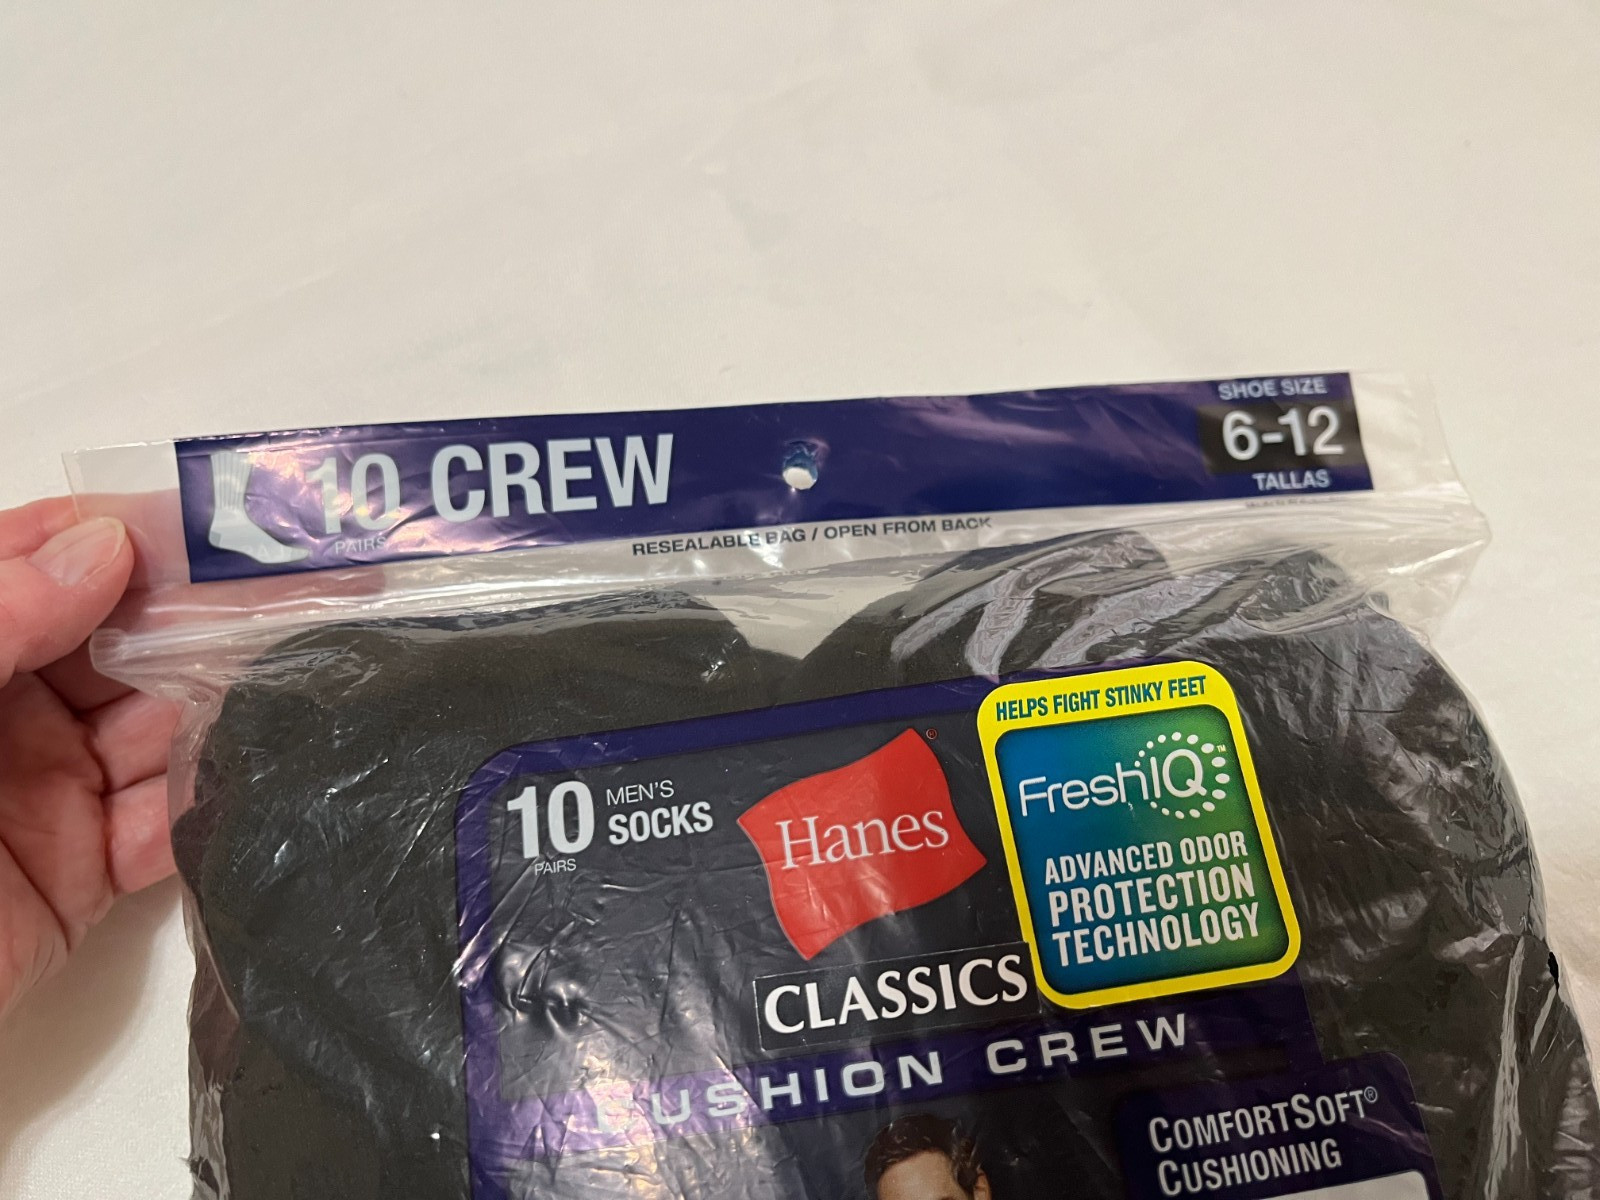 10 CREW
PAIRS
SHOE SIZE
6-12
TALLAS
RESEALABLE BAG / OPEN FROM BACK
HELPS FIGHT STINKY FEET
FreshIQ™
ADVANCED ODOR
PROTECTION
TECHNOLOGY
10 MEN'S
SOCKS
PAIRS
Hanes®
CLASSICS
CUSHION CREW
COMFORTSOFT®
CUSHIONING